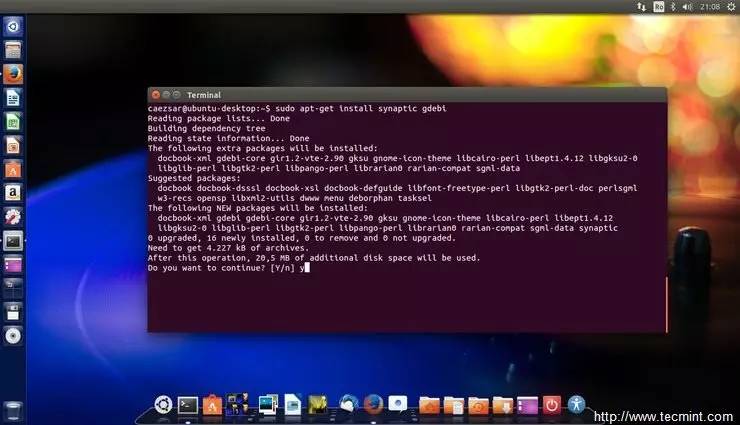 Ro
21:08
Terminal
caezsar@ubuntu-desktop:~$ sudo apt-get install synaptic gdebi
Reading package lists... Done
Building dependency tree
Reading state information... Done
The following extra packages will be installed:
docbook-xml gdebi-core gir1.2-vte-2.90 gksu gnome-icon-theme libcairo-perl libept1.4.12 libgksu2-0
libglib-perl libgtk2-perl libpango-perl librarian0 rarian-compat sgml-data
Suggested packages:
docbook docbook-dsssl docbook-xsl docbook-defguide libfont-freetype-perl libgtk2-perl-doc perlsgml
w3-recs opensp libxml2-utils dwww menu deborphan tasksel
The following NEW packages will be installed:
docbook-xml gdebi gdebi-core gir1.2-vte-2.90 gksu gnome-icon-theme libcairo-perl libept1.4.12
libgksu2-0 libglib-perl libgtk2-perl libpango-perl librarian0 rarian-compat sgml-data synaptic
0 upgraded, 16 newly installed, 0 to remove and 0 not upgraded.
Need to get 4.227 kB of archives.
After this operation, 20,5 MB of additional disk space will be used.
Do you want to continue? [Y/n] y
http://www.tecmint.com